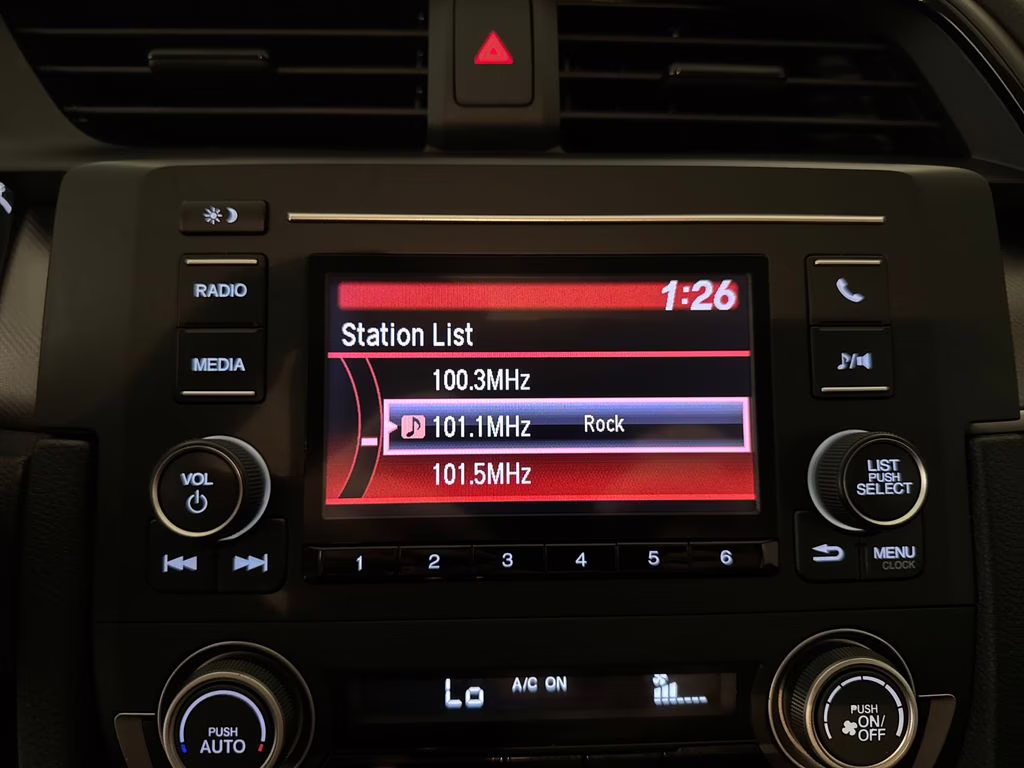 RADIO
MEDIA
VOL
1:26
Station List
100.3MHz
101.1MHz Rock
101.5MHz
LIST
PUSH
SELECT
MENU
CLOCK
1 2 3 4 5 6
Lo A/C ON
PUSH
AUTO
PUSH
ON/
OFF